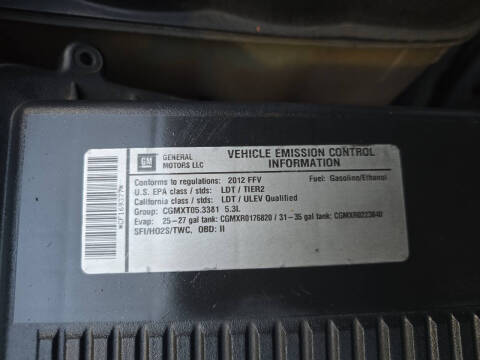 GM
GENERAL
MOTORS LLC
VEHICLE EMISSION CONTROL
INFORMATION
Conforms to regulations: 2012 FFV Fuel: Gasoline/Ethanol
U.S. EPA class / stds: LDT / TIER2
California class / stds: LDT / ULEV Qualified
Group: CGMXT05.3381 5.3L
Evap: 25-27 gal tank: CGMXR0176820 / 31-35 gal tank: CGMXR0223840
SFI/HO2S/TWC, OBD: II